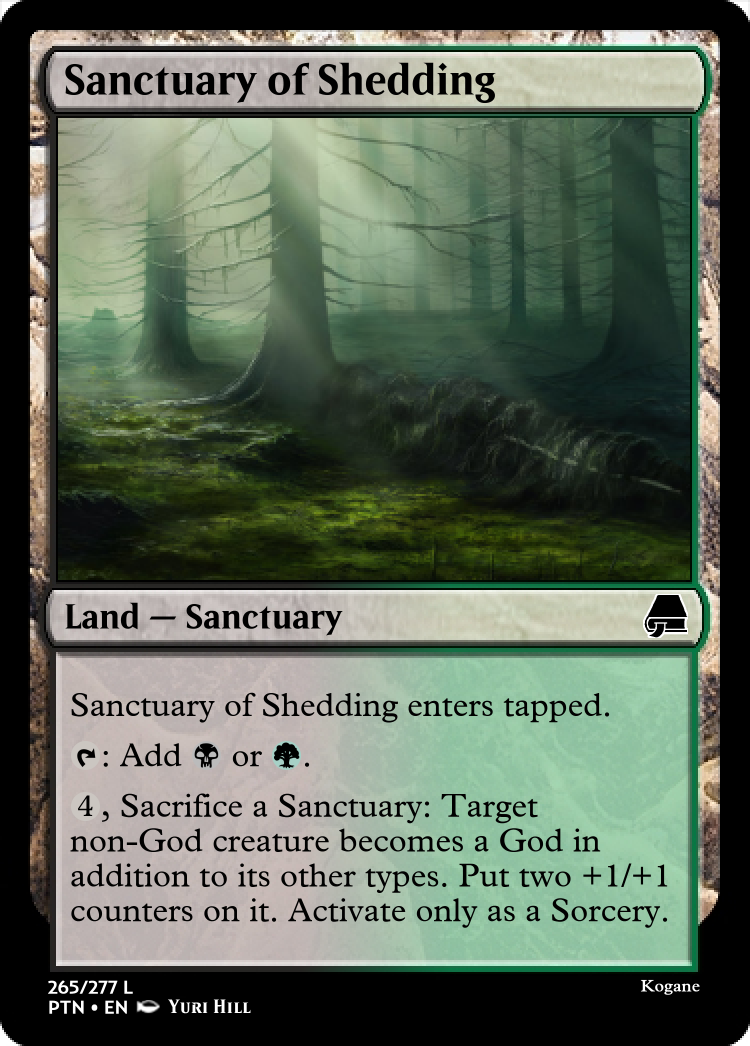 Sanctuary of Shedding
Land — Sanctuary
Sanctuary of Shedding enters tapped.
: Add or .
4, Sacrifice a Sanctuary: Target
non-God creature becomes a God in
addition to its other types. Put two +1/+1
counters on it. Activate only as a Sorcery.
265/277 L
Kogane
PTN • EN Yuri Hill